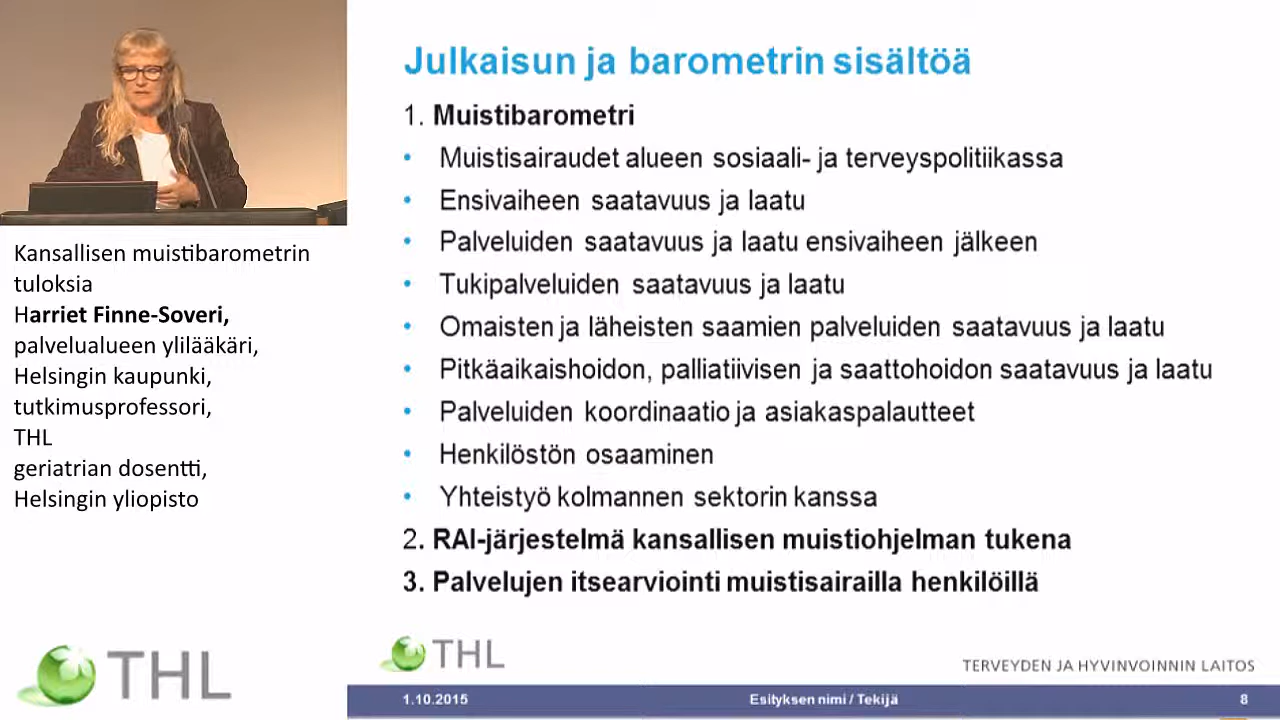 Kansallisen muistibarometrin
tuloksia
Harriet Finne-Soveri,
palvelualueen ylilääkäri,
Helsingin kaupunki,
tutkimusprofessori,
THL
geriatrian dosentti,
Helsingin yliopisto
THL
Julkaisun ja barometrin sisältöä
1. Muistibarometri
• Muistisairaudet alueen sosiaali- ja terveyspolitiikassa
• Ensivaiheen saatavuus ja laatu
• Palveluiden saatavuus ja laatu ensivaiheen jälkeen
• Tukipalveluiden saatavuus ja laatu
• Omaisten ja läheisten saamien palveluiden saatavuus ja laatu
• Pitkäaikaishoidon, palliatiivisen ja saattohoidon saatavuus ja laatu
• Palveluiden koordinaatio ja asiakaspalautteet
• Henkilöstön osaaminen
• Yhteistyö kolmannen sektorin kanssa
2. RAI-järjestelmä kansallisen muistiohjelman tukena
3. Palvelujen itsearviointi muistisairailla henkilöillä
THL
TERVEYDEN JA HYVINVOINNIN LAITOS
1.10.2015 Esityksen nimi / Tekijä 8